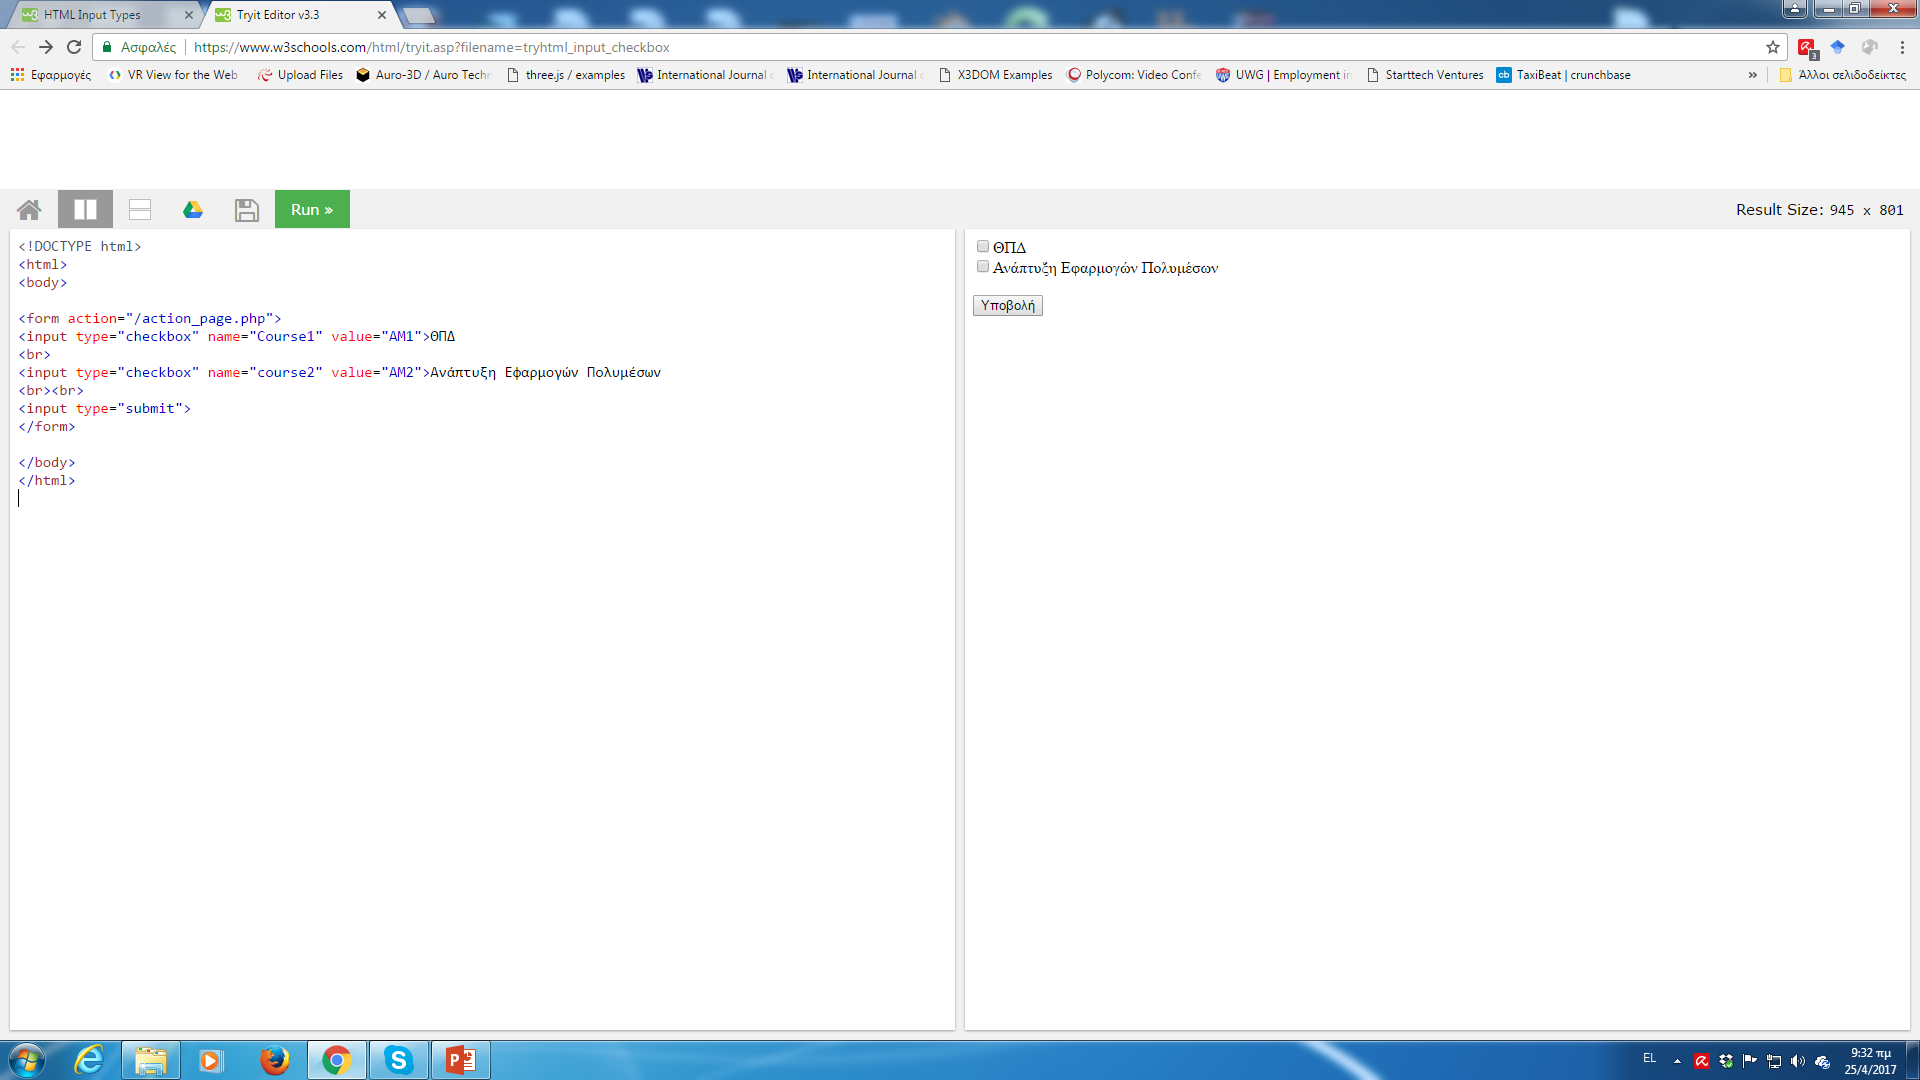 HTML Input Types
Tryit Editor v3.3
Ασφαλές
https://www.w3schools.com/html/tryit.asp?filename=tryhtml_input_checkbox
3
Εφαρμογές
VR View for the Web
Upload Files
Auro-3D / Auro Techn
three.js / examples
International Journal
International Journal
X3DOM Examples
Polycom: Video Confe
UWG | Employment in
cb
TaxiBeat | crunchbase
Starttech Ventures
»
Άλλοι σελιδοδείκτες
Run »
Result Size: 945 x 801
<!DOCTYPE html>
<html>
<body>
<form action="/action_page.php">
<input type="checkbox" name="Course1" value="AM1">ΘΠΔ
<br>
<input type="checkbox" name="course2" value="AM2">Ανάπτυξη Εφαρμογών Πολυμέσων
<br><br>
<input type="submit">
</form>
</body>
</html>
ΘΠΔ
Ανάπτυξη Εφαρμογών Πολυμέσων
Υποβολή
EL
9:32 πμ
25/4/2017